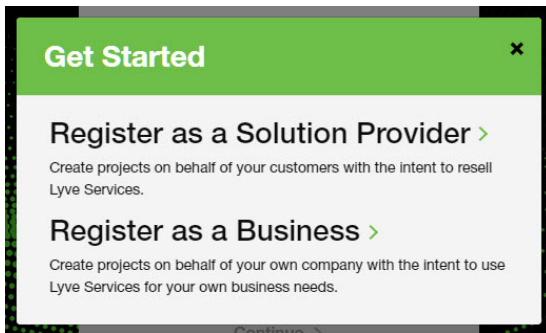 Get Started
Register as a Solution Provider >
Create projects on behalf of your customers with the intent to resell
Lyve Services.
Register as a Business >
Create projects on behalf of your own company with the intent to use
Lyve Services for your own business needs.
Continue >